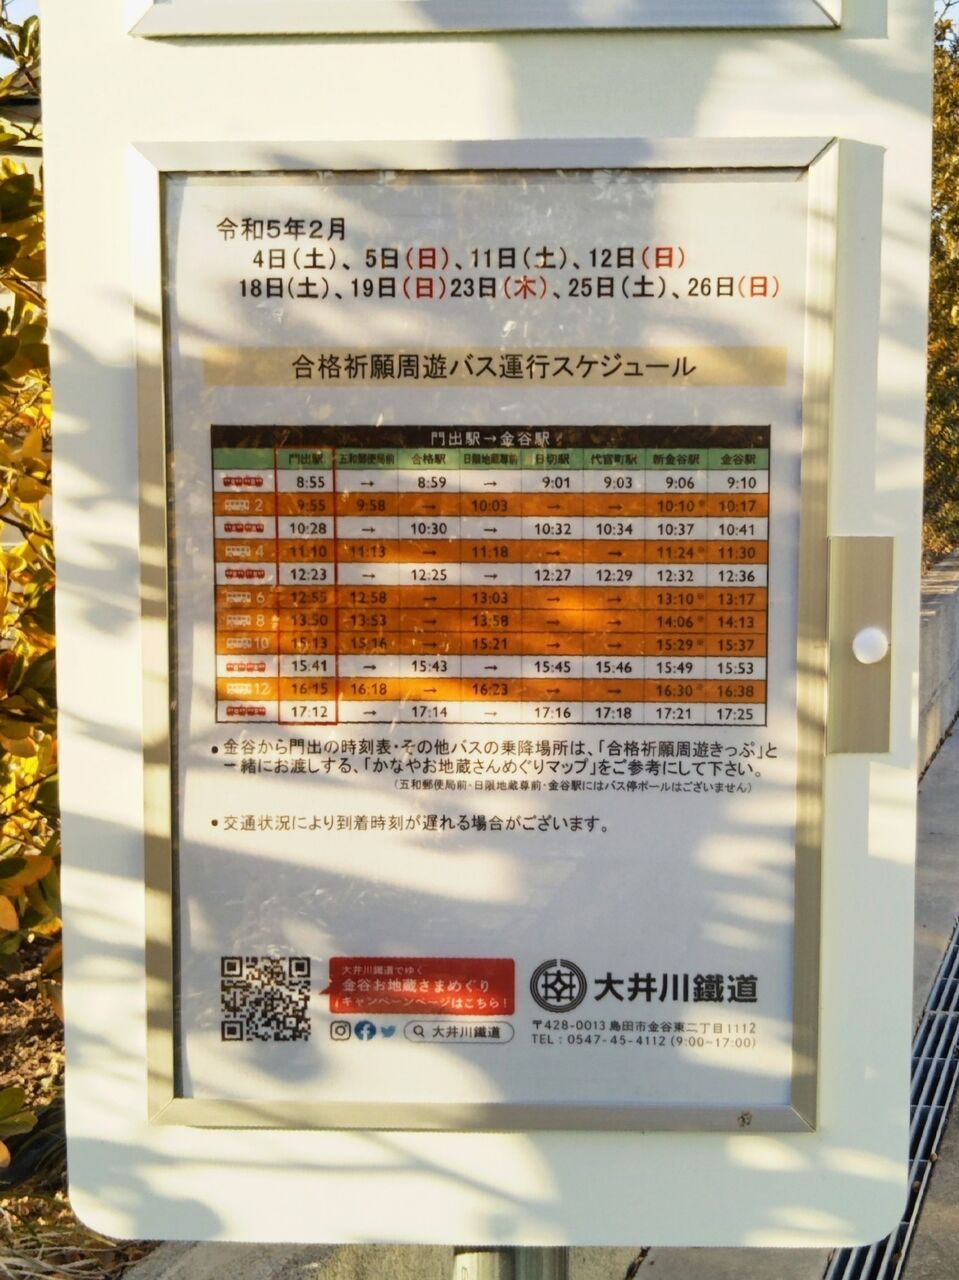 令和5年2月
4日(土)、5日(日)、11日(土)、12日(日)
18日(土)、19日(日)23日(木)、25日(土)、26日(日)
合格祈願周遊バス運行スケジュール
門出駅→金谷駅
門出駅 五和郵便局前 合格駅 日限地蔵尊前 日切駅 代官町駅 新金谷駅 金谷駅
8:55 → 8:59 → 9:01 9:03 9:06 9:10
2 9:55 9:58 → 10:03 → → 10:10※ 10:17
10:28 → 10:30 → 10:32 10:34 10:37 10:41
4 11:10 11:13 → 11:18 → → 11:24※ 11:30
12:23 → 12:25 → 12:27 12:29 12:32 12:36
6 12:55 12:58 → 13:03 → → 13:10※ 13:17
8 13:50 13:53 → 13:58 → → 14:06※ 14:13
10 15:13 15:16 → 15:21 → → 15:29※ 15:37
15:41 → 15:43 → 15:45 15:46 15:49 15:53
12 16:15 16:18 → 16:23 → → 16:30※ 16:38
17:12 → 17:14 → 17:16 17:18 17:21 17:25
●金谷から門出の時刻表・その他バスの乗降場所は、「合格祈願周遊きっぷ」と
一緒にお渡しする、「かなやお地蔵さんめぐりマップ」をご参考にして下さい。
(五和郵便局前・日限地蔵尊前・金谷駅にはバス停ポールはございません)
●交通状況により到着時刻が遅れる場合がございます。
大井川鐵道でゆく
金谷お地蔵さまめぐり
キャンペーンページはこちら!
大井川鐵道
大井川鐵道
〒428-0013 島田市金谷東二丁目1112
TEL:0547-45-4112(9:00~17:00)